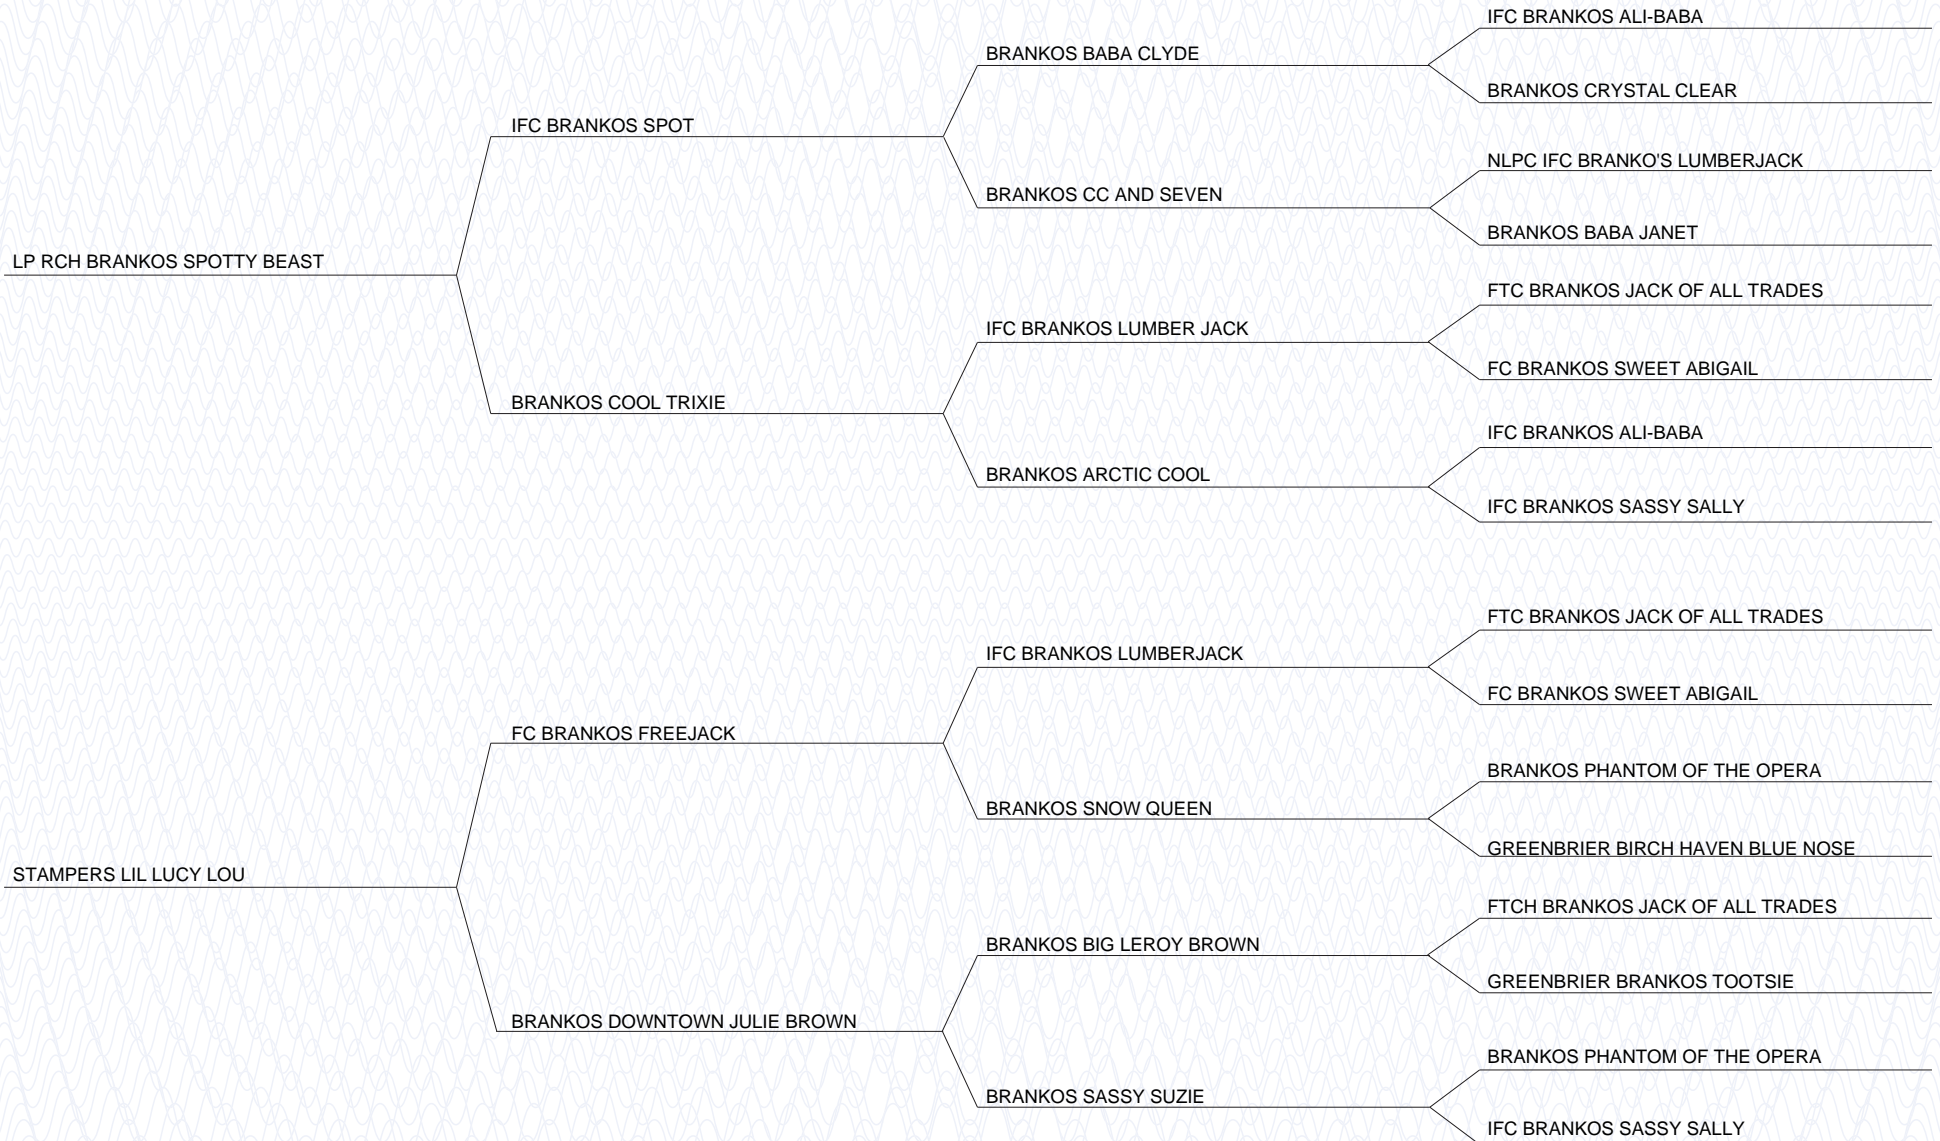 IFC BRANKOS ALI-BABA
BRANKOS BABA CLYDE
BRANKOS CRYSTAL CLEAR
IFC BRANKOS SPOT
NLPC IFC BRANKO'S LUMBERJACK
BRANKOS CC AND SEVEN
BRANKOS BABA JANET
LP RCH BRANKOS SPOTTY BEAST
FTC BRANKOS JACK OF ALL TRADES
IFC BRANKOS LUMBER JACK
FC BRANKOS SWEET ABIGAIL
BRANKOS COOL TRIXIE
IFC BRANKOS ALI-BABA
BRANKOS ARCTIC COOL
IFC BRANKOS SASSY SALLY
FTC BRANKOS JACK OF ALL TRADES
IFC BRANKOS LUMBERJACK
FC BRANKOS SWEET ABIGAIL
FC BRANKOS FREEJACK
BRANKOS PHANTOM OF THE OPERA
BRANKOS SNOW QUEEN
GREENBRIER BIRCH HAVEN BLUE NOSE
STAMPERS LIL LUCY LOU
FTCH BRANKOS JACK OF ALL TRADES
BRANKOS BIG LEROY BROWN
GREENBRIER BRANKOS TOOTSIE
BRANKOS DOWNTOWN JULIE BROWN
BRANKOS PHANTOM OF THE OPERA
BRANKOS SASSY SUZIE
IFC BRANKOS SASSY SALLY